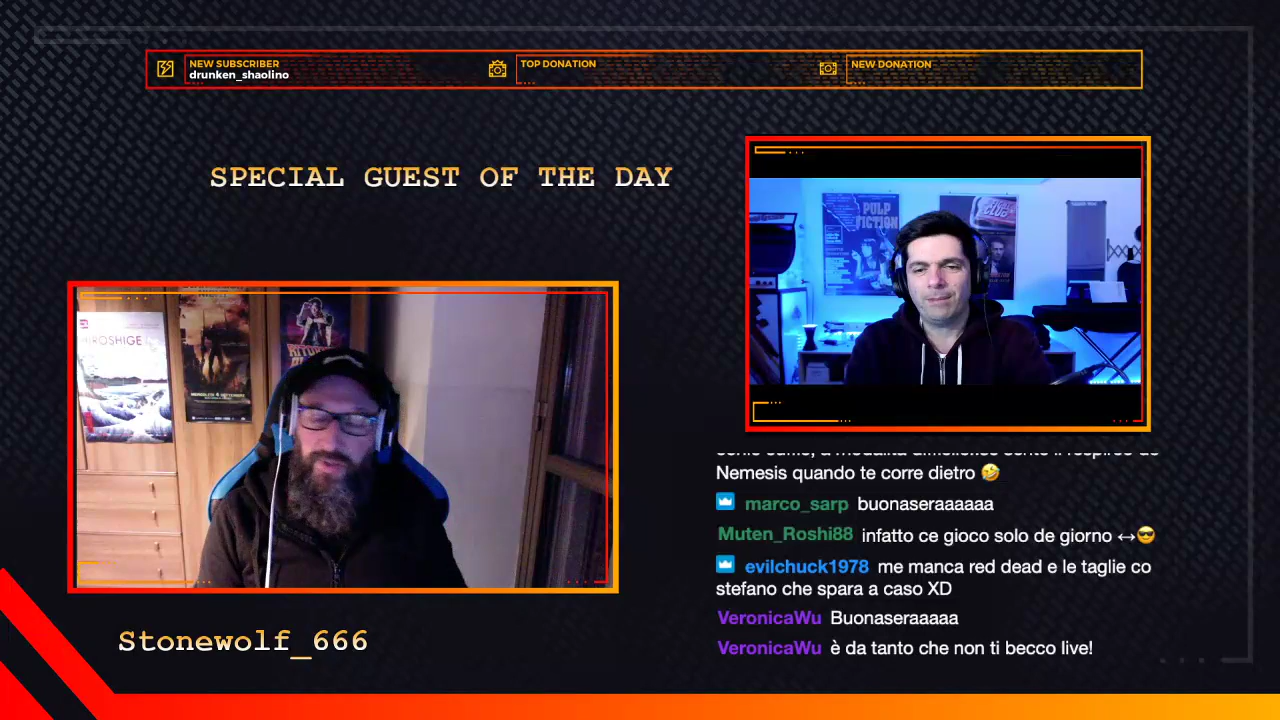 NEW SUBSCRIBER
drunken_shaolino
TOP DONATION
NEW DONATION
SPECIAL GUEST OF THE DAY
PULP
FICTION
CLUB
HIROSHIGE
Nemesis quando te corre dietro 🤣
marco_sarp buonaseraaaaaa
Muten_Roshi88 infatto ce gioco solo de giorno ↔😎
evilchuck1978 me manca red dead e le taglie co
stefano che spara a caso XD
VeronicaWu Buonaseraaaaa
VeronicaWu è da tanto che non ti becco live!
Stonewolf_666